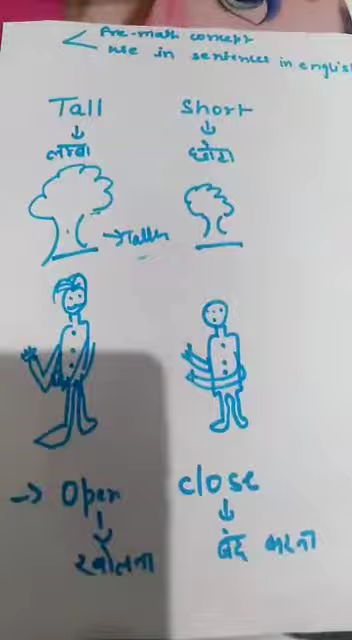 Pre-math concept
use in sentences in english
Tall Short
लम्बा छोटा
Taller
Open close
खोलना बंद करना